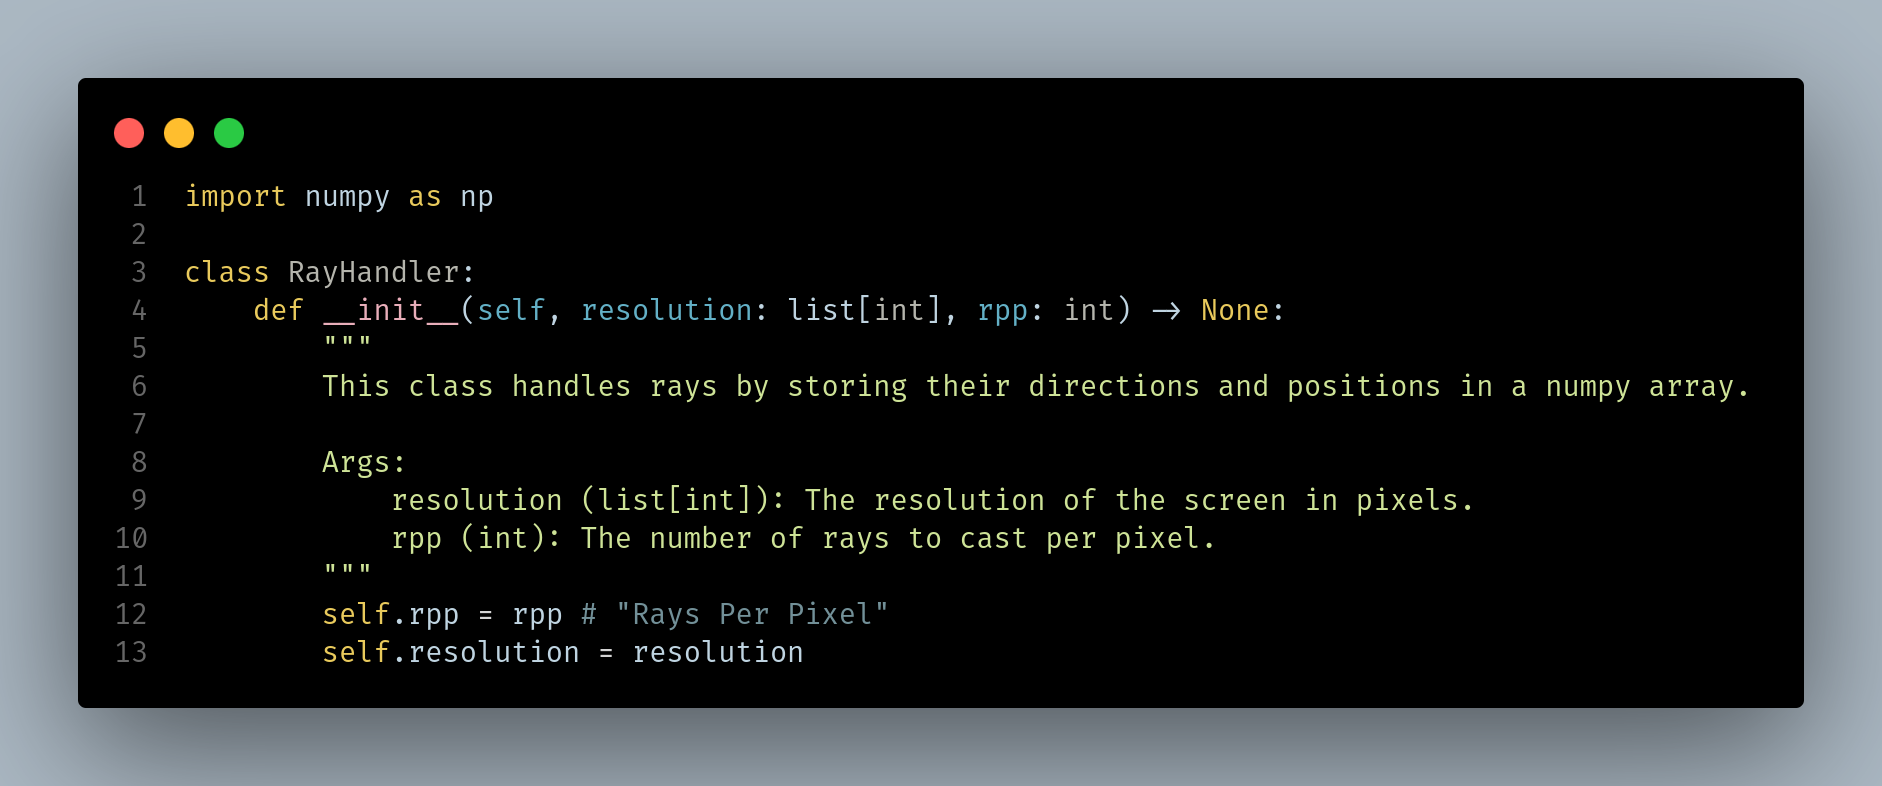 1 import numpy as np
2
3 class RayHandler:
4     def __init__(self, resolution: list[int], rpp: int) -> None:
5         """
6         This class handles rays by storing their directions and positions in a numpy array.
7
8         Args:
9             resolution (list[int]): The resolution of the screen in pixels.
10             rpp (int): The number of rays to cast per pixel.
11         """
12         self.rpp = rpp # "Rays Per Pixel"
13         self.resolution = resolution